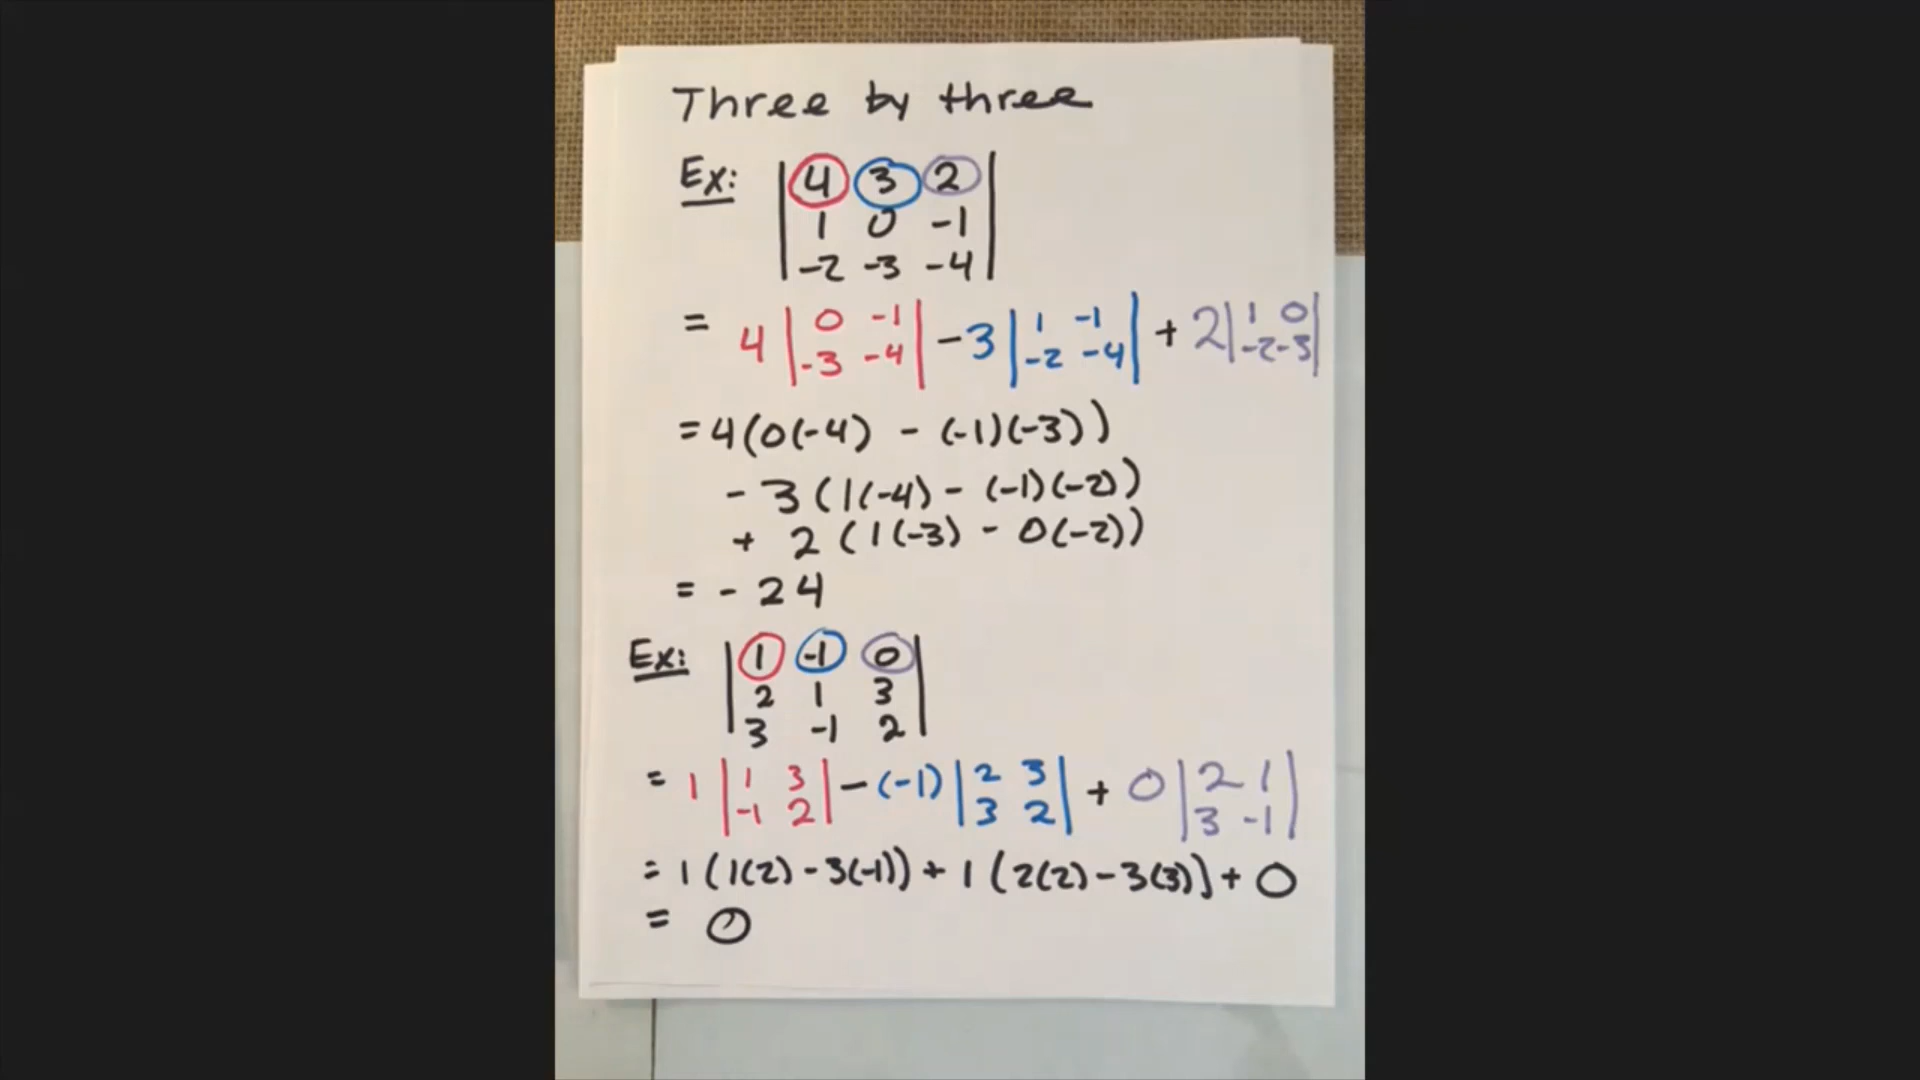 Three by three
Ex: | 4 3 2 |
| 1 0 -1 |
| -2 -3 -4 |
= 4 | 0 -1 | - 3 | 1 -1 | + 2 | 1 0 |
| -3 -4 | | -2 -4 | | -2 -3 |
= 4(0(-4) - (-1)(-3))
- 3(1(-4) - (-1)(-2))
+ 2(1(-3) - 0(-2))
= -24
Ex: | 1 -1 0 |
| 2 1 3 |
| 3 -1 2 |
= 1 | 1 3 | - (-1) | 2 3 | + 0 | 2 1 |
| -1 2 | | 3 2 | | 3 -1 |
= 1(1(2) - 3(-1)) + 1(2(2) - 3(3)) + 0
= 0